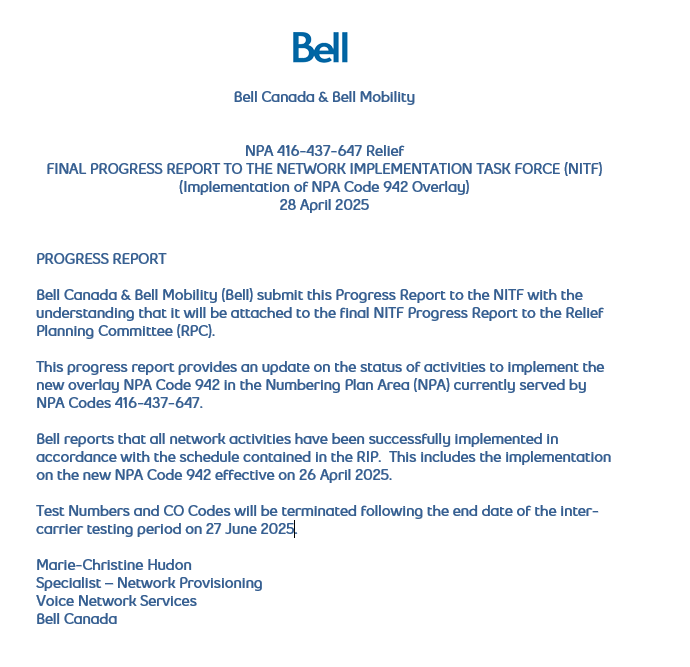 Bell
Bell Canada & Bell Mobility
NPA 416-437-647 Relief
FINAL PROGRESS REPORT TO THE NETWORK IMPLEMENTATION TASK FORCE (NITF)
(Implementation of NPA Code 942 Overlay)
28 April 2025
PROGRESS REPORT
Bell Canada & Bell Mobility (Bell) submit this Progress Report to the NITF with the
understanding that it will be attached to the final NITF Progress Report to the Relief
Planning Committee (RPC).
This progress report provides an update on the status of activities to implement the
new overlay NPA Code 942 in the Numbering Plan Area (NPA) currently served by
NPA Codes 416-437-647.
Bell reports that all network activities have been successfully implemented in
accordance with the schedule contained in the RIP.  This includes the implementation
on the new NPA Code 942 effective on 26 April 2025.
Test Numbers and CO Codes will be terminated following the end date of the inter-
carrier testing period on 27 June 2025.
Marie-Christine Hudon
Specialist – Network Provisioning
Voice Network Services
Bell Canada